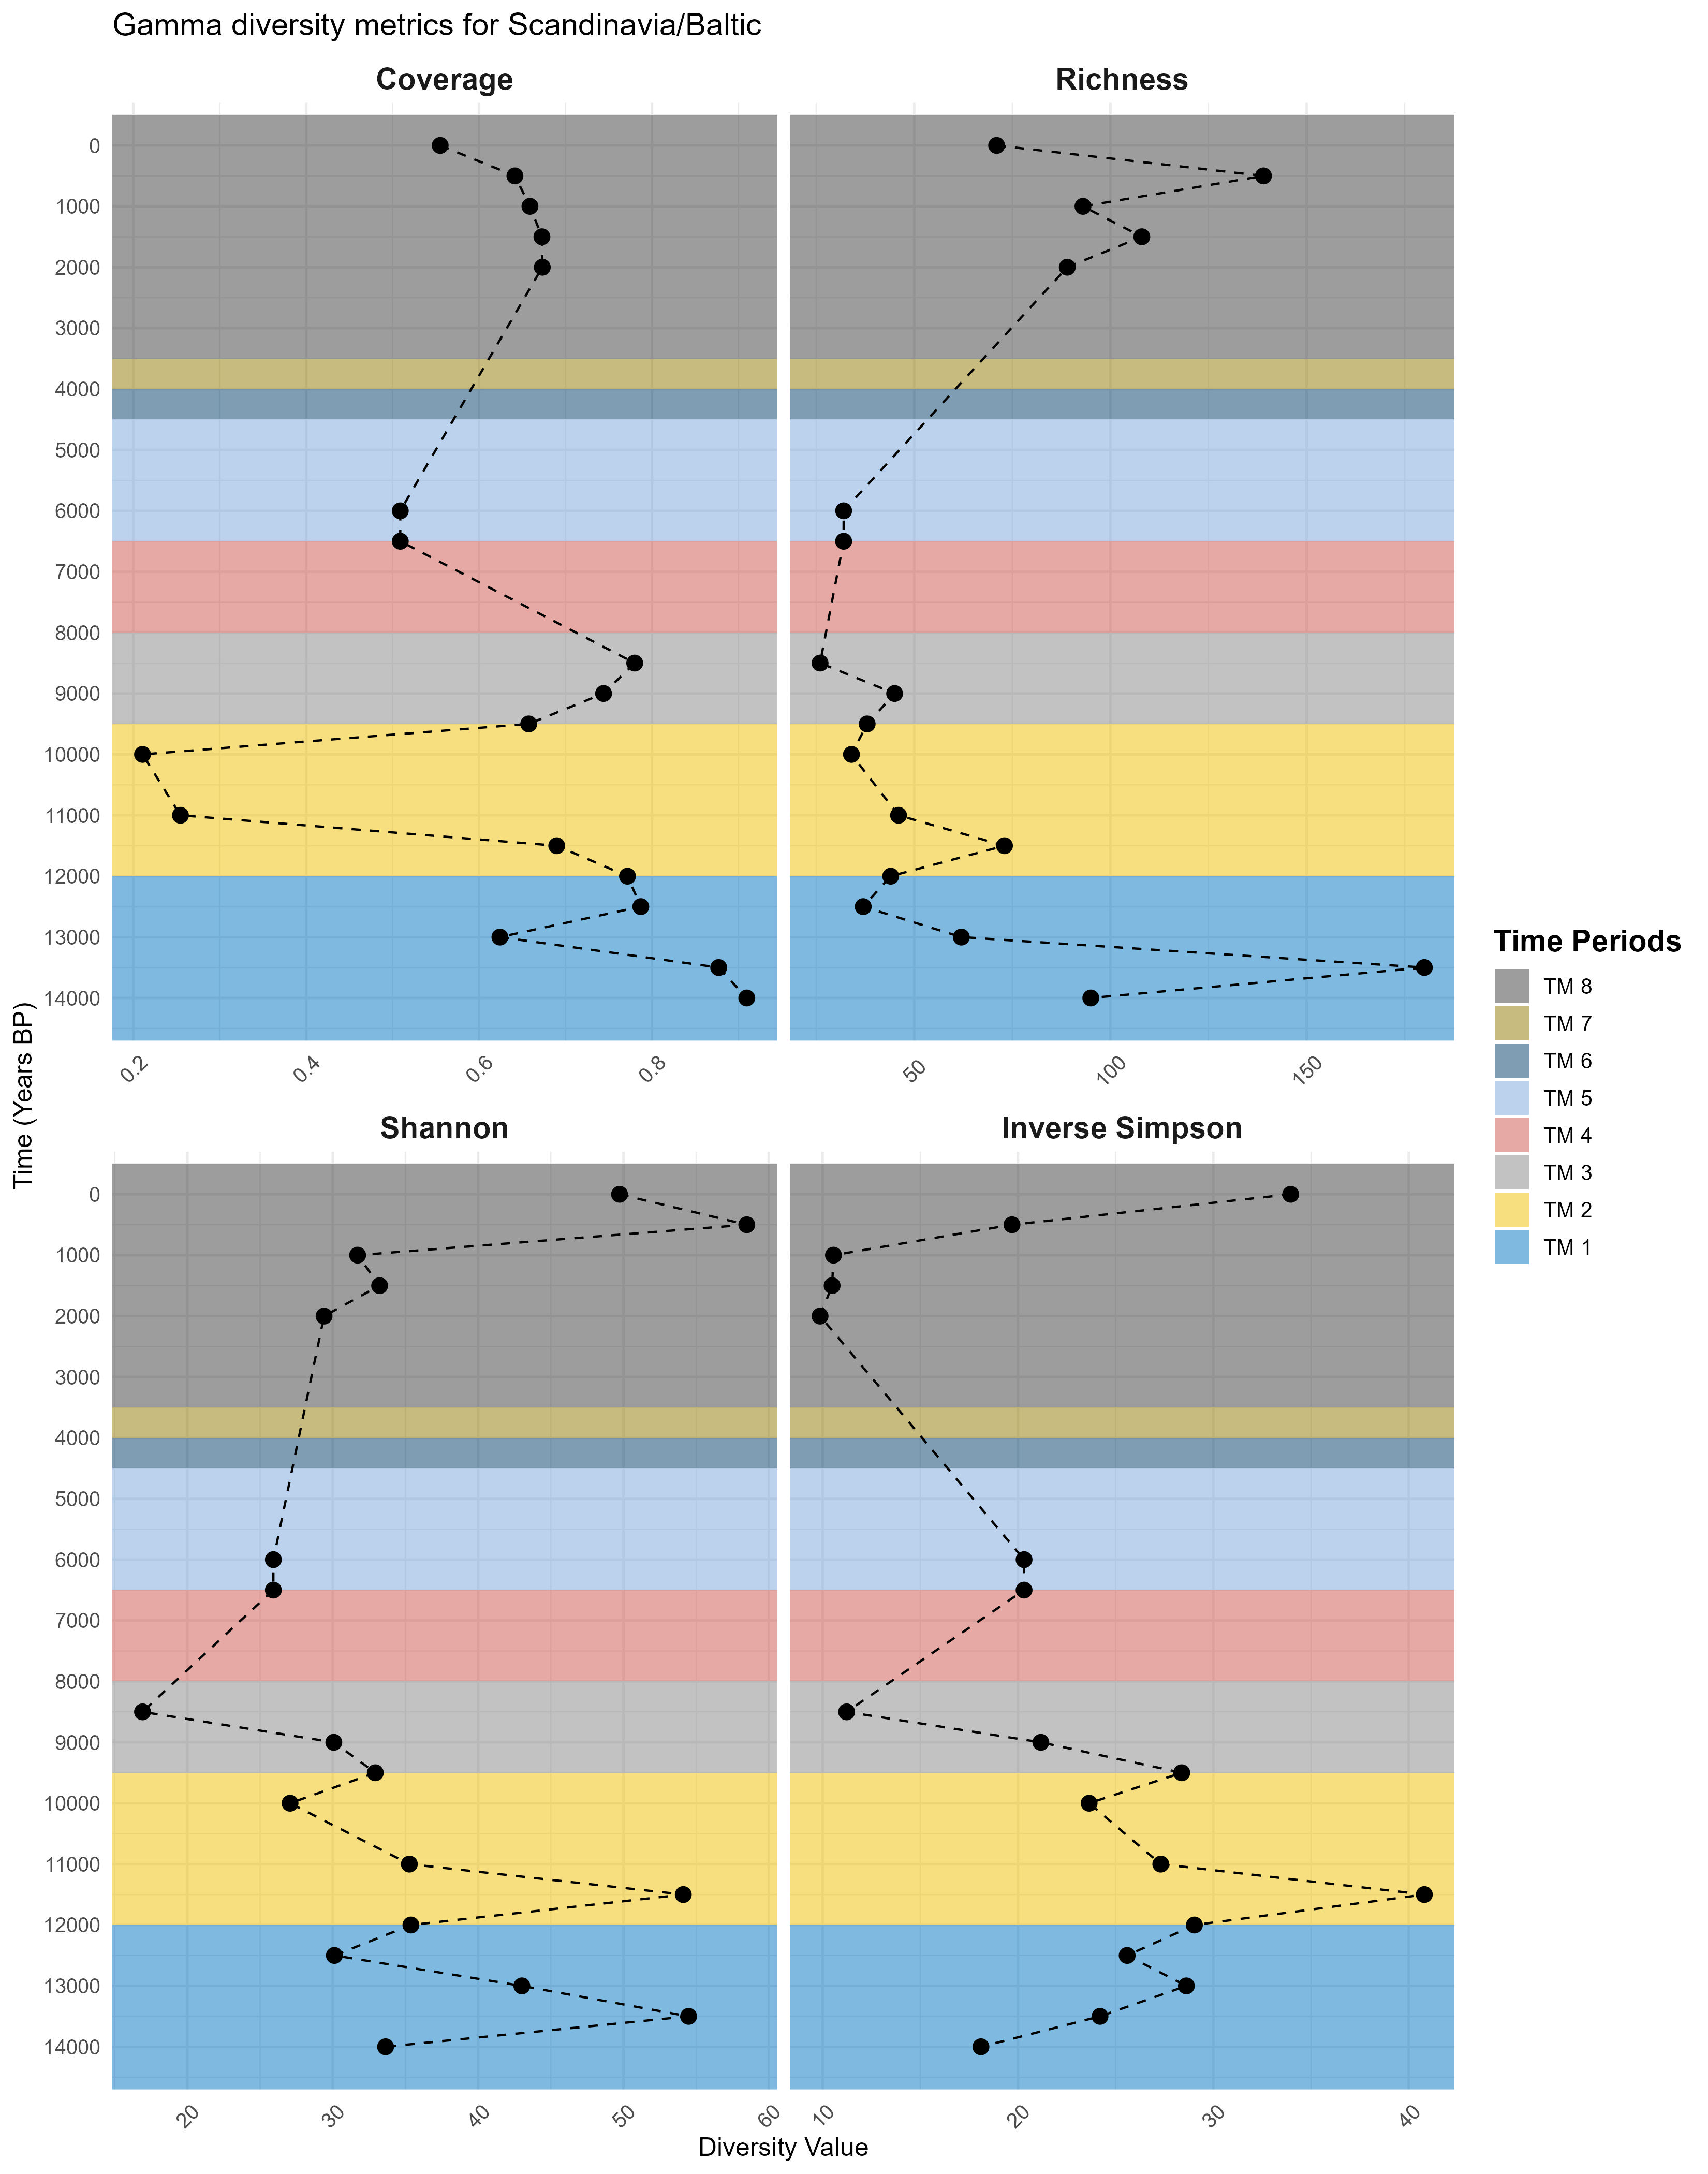 Gamma diversity metrics for Scandinavia/Baltic
Coverage
Richness
0
1000
2000
3000
4000
5000
6000
7000
8000
9000
10000
11000
12000
13000
14000
0.2
0.4
0.6
0.8
50
100
150
Shannon
Inverse Simpson
0
1000
2000
3000
4000
5000
6000
7000
8000
9000
10000
11000
12000
13000
14000
20
30
40
50
60
10
20
30
40
Time (Years BP)
Diversity Value
Time Periods
TM 8
TM 7
TM 6
TM 5
TM 4
TM 3
TM 2
TM 1